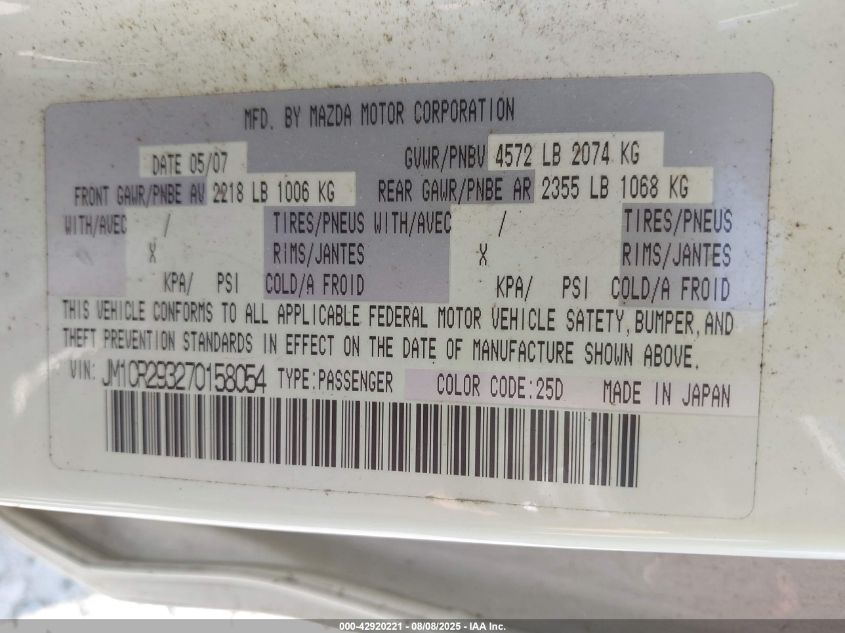 MFD. BY MAZDA MOTOR CORPORATION
DATE 05/07 GVWR/PNBV 4572 LB 2074 KG
FRONT GAWR/PNBE AV 2218 LB 1006 KG REAR GAWR/PNBE AR 2355 LB 1068 KG
WITH/AVEC / TIRES/PNEUS WITH/AVEC / TIRES/PNEUS
X RIMS/JANTES X RIMS/JANTES
KPA/ PSI COLD/A FROID KPA/ PSI COLD/A FROID
THIS VEHICLE CONFORMS TO ALL APPLICABLE FEDERAL MOTOR VEHICLE SATETY, BUMPER, AND
THEFT PREVENTION STANDARDS IN EFFECT ON THE DATE OF MANUFACTURE SHOWN ABOVE.
VIN: JM1CR293270158054 TYPE:PASSENGER COLOR CODE:25D MADE IN JAPAN
000-42920221 - 08/08/2025 - IAA Inc.